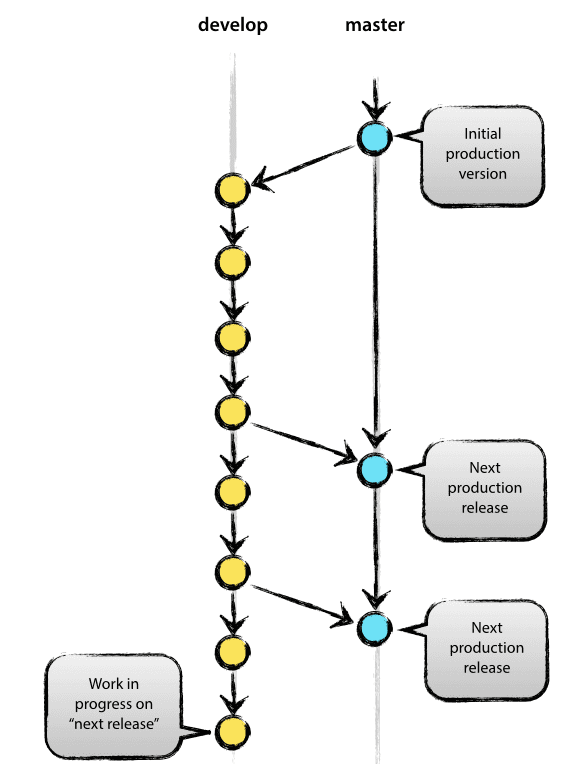 develop
master
Initial
production
version
Next
production
release
Next
production
release
Work in
progress on
“next release”